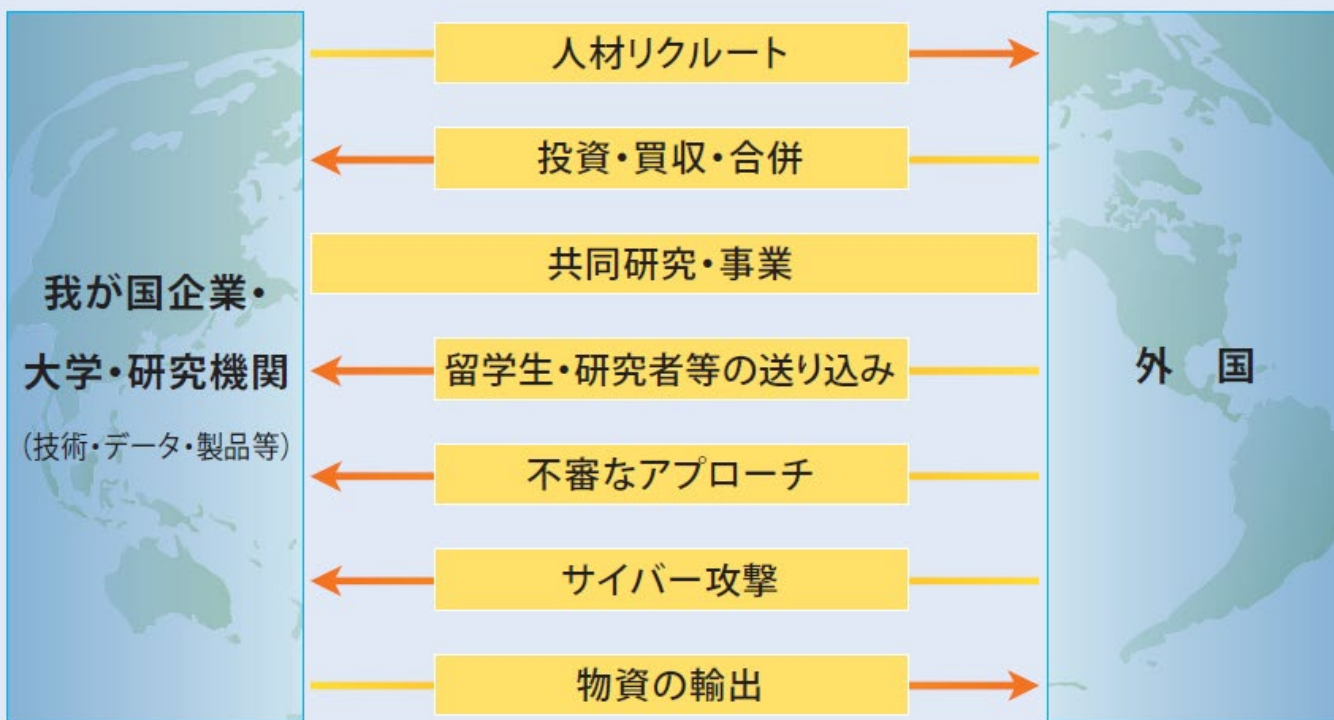 我が国企業・
大学・研究機関
(技術・データ・製品等)
人材リクルート
投資・買収・合併
共同研究・事業
留学生・研究者等の送り込み
不審なアプローチ
サイバー攻撃
物資の輸出
外 国